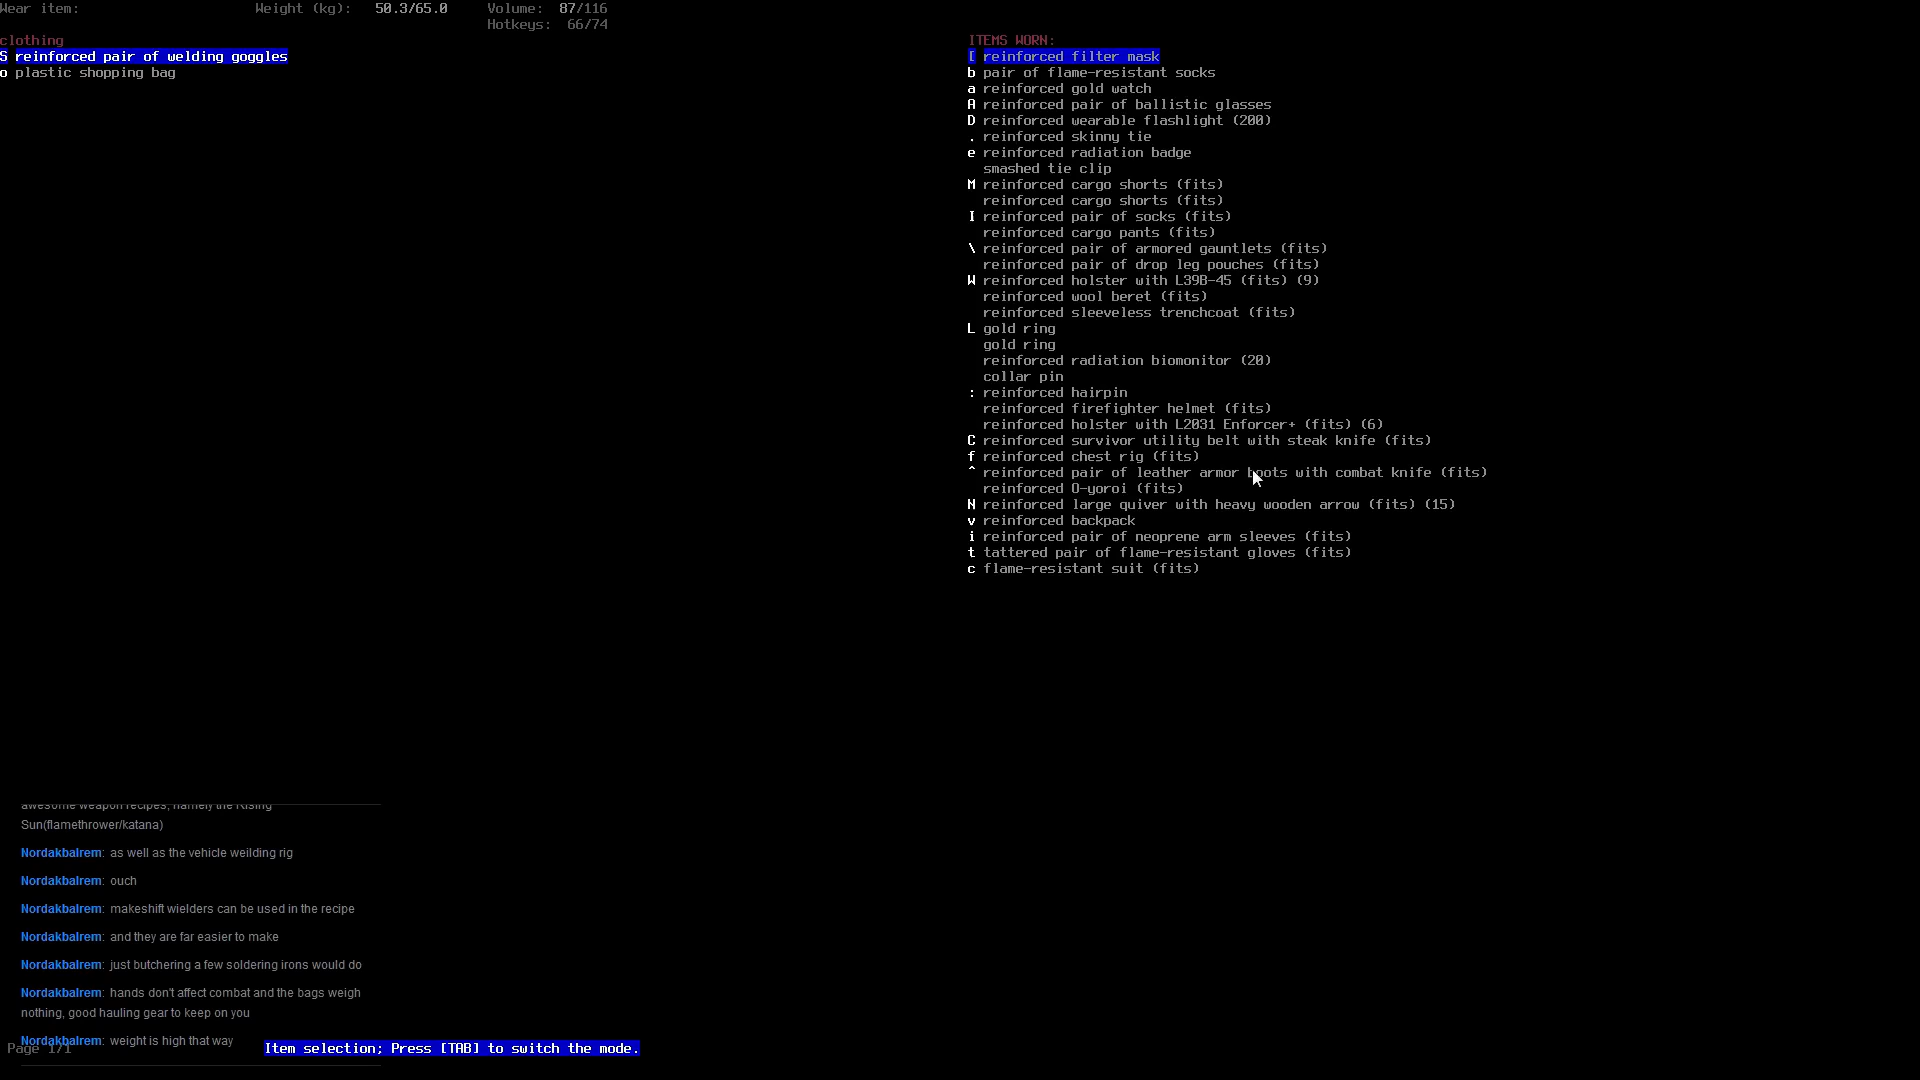 Wear item: Weight (kg): 50.3/65.0 Volume: 87/116
Hotkeys: 66/74
clothing
S reinforced pair of welding goggles
o plastic shopping bag
ITEMS WORN:
[ reinforced filter mask
b pair of flame-resistant socks
a reinforced gold watch
A reinforced pair of ballistic glasses
D reinforced wearable flashlight (200)
. reinforced skinny tie
e reinforced radiation badge
smashed tie clip
M reinforced cargo shorts (fits)
reinforced cargo shorts (fits)
I reinforced pair of socks (fits)
reinforced cargo pants (fits)
\ reinforced pair of armored gauntlets (fits)
reinforced pair of drop leg pouches (fits)
W reinforced holster with L39B-45 (fits) (9)
reinforced wool beret (fits)
reinforced sleeveless trenchcoat (fits)
L gold ring
gold ring
reinforced radiation biomonitor (20)
collar pin
: reinforced hairpin
reinforced firefighter helmet (fits)
reinforced holster with L2031 Enforcer+ (fits) (6)
C reinforced survivor utility belt with steak knife (fits)
f reinforced chest rig (fits)
^ reinforced pair of leather armor boots with combat knife (fits)
reinforced O-yoroi (fits)
N reinforced large quiver with heavy wooden arrow (fits) (15)
v reinforced backpack
i reinforced pair of neoprene arm sleeves (fits)
t tattered pair of flame-resistant gloves (fits)
c flame-resistant suit (fits)
awesome weapon recipes, namely the Rising
Sun(flamethrower/katana)
Nordakbalrem: as well as the vehicle weilding rig
Nordakbalrem: ouch
Nordakbalrem: makeshift wielders can be used in the recipe
Nordakbalrem: and they are far easier to make
Nordakbalrem: just butchering a few soldering irons would do
Nordakbalrem: hands don't affect combat and the bags weigh
nothing, good hauling gear to keep on you
Nordakbalrem: weight is high that way
Page 1/1 Item selection; Press [TAB] to switch the mode.